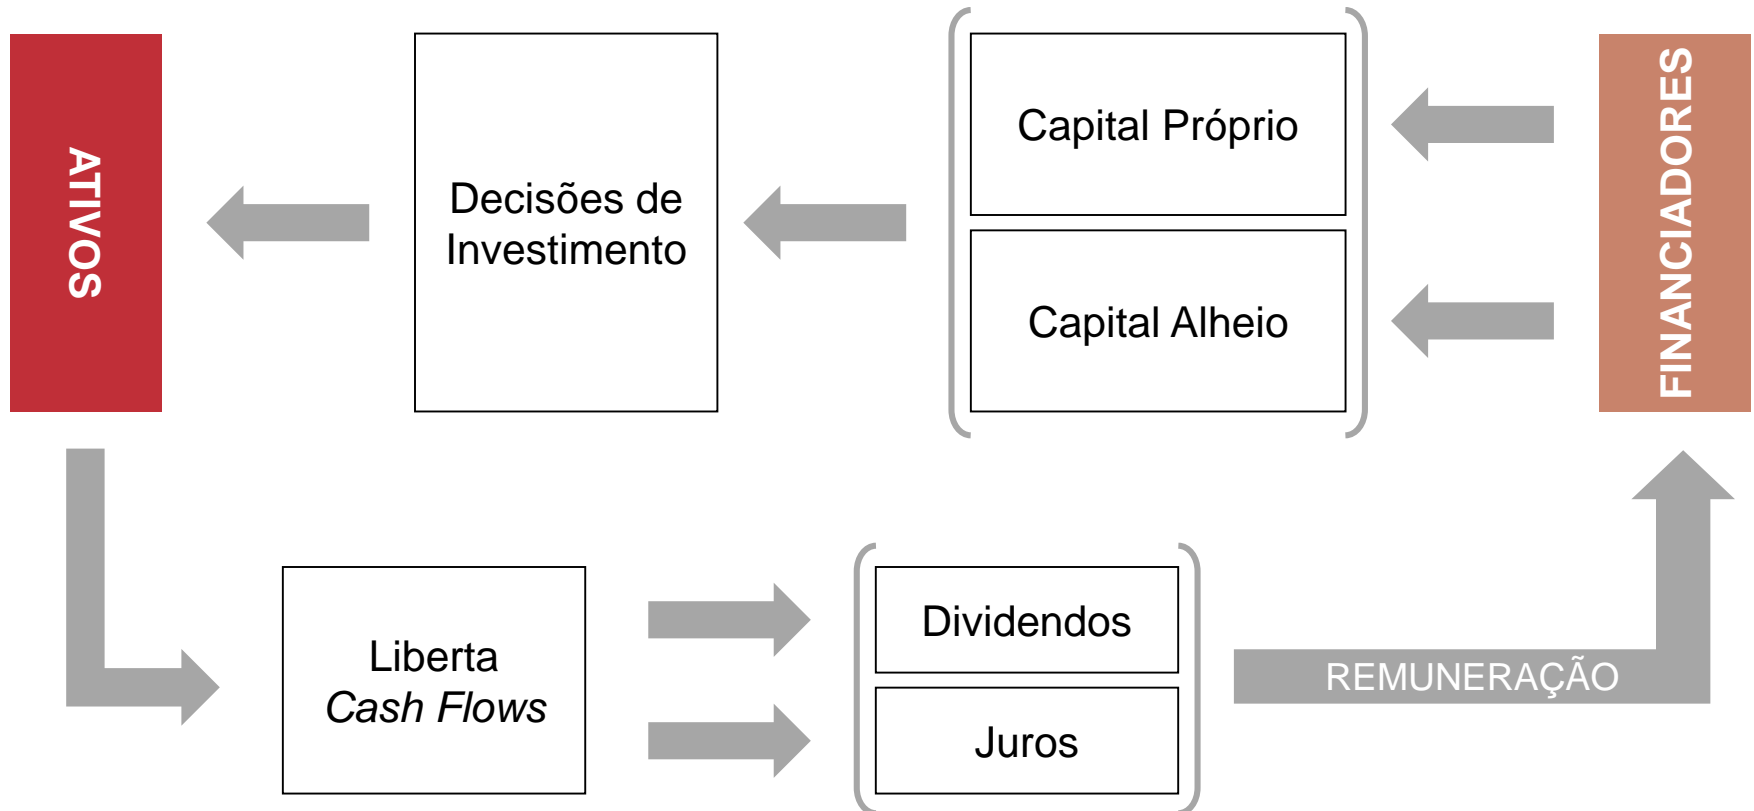 ATIVOS
Decisões de
Investimento
Capital Próprio
Capital Alheio
FINANCIADORES
Liberta
Cash Flows
Dividendos
Juros
REMUNERAÇÃO